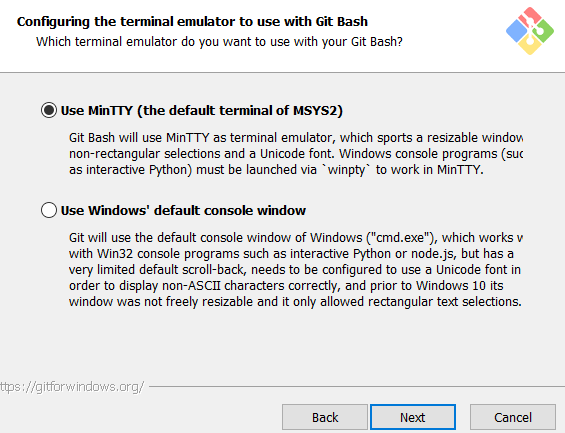 Configuring the terminal emulator to use with Git Bash
Which terminal emulator do you want to use with your Git Bash?
Use MinTTY (the default terminal of MSYS2)
Git Bash will use MinTTY as terminal emulator, which sports a resizable window
non-rectangular selections and a Unicode font. Windows console programs (suc
as interactive Python) must be launched via `winpty` to work in MinTTY.
Use Windows' default console window
Git will use the default console window of Windows ("cmd.exe"), which works w
with Win32 console programs such as interactive Python or node.js, but has a
very limited default scroll-back, needs to be configured to use a Unicode font in
order to display non-ASCII characters correctly, and prior to Windows 10 its
window was not freely resizable and it only allowed rectangular text selections.
ttps://gitforwindows.org/
Back
Next
Cancel